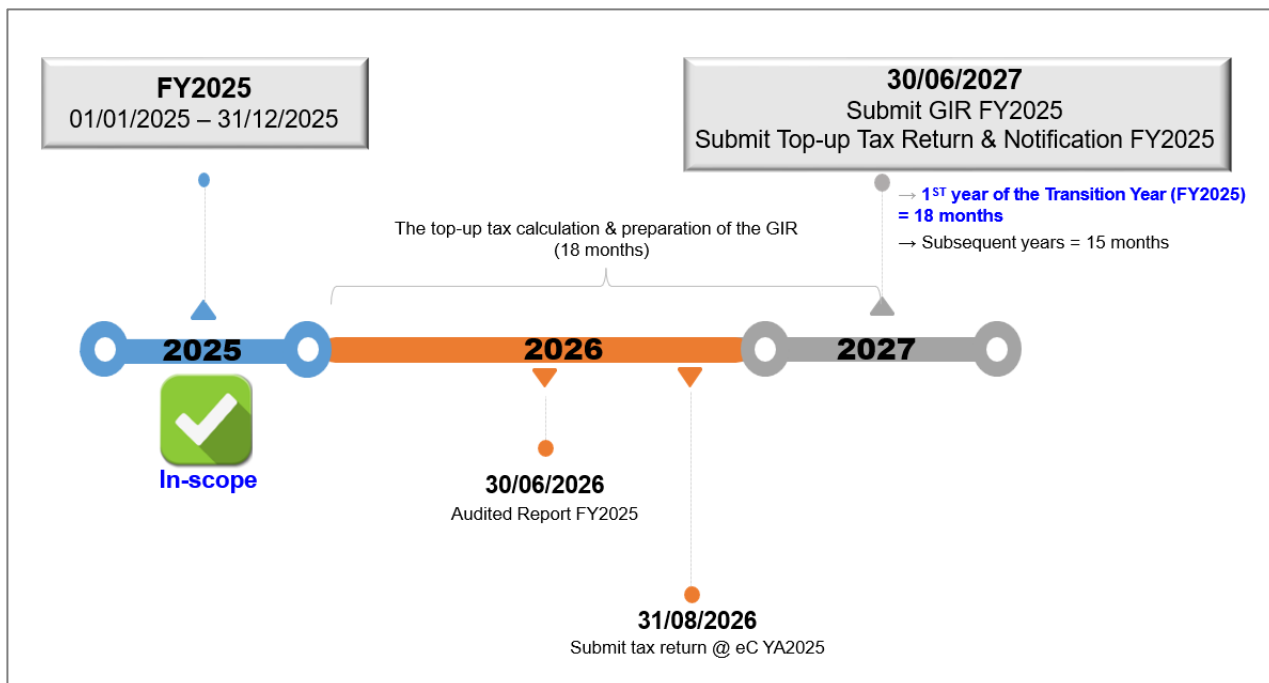 FY2025
01/01/2025 – 31/12/2025
30/06/2027
Submit GIR FY2025
Submit Top-up Tax Return & Notification FY2025
→ 1ST year of the Transition Year (FY2025)
= 18 months
→ Subsequent years = 15 months
The top-up tax calculation & preparation of the GIR
(18 months)
2025
2026
2027
In-scope
30/06/2026
Audited Report FY2025
31/08/2026
Submit tax return @ eC YA2025